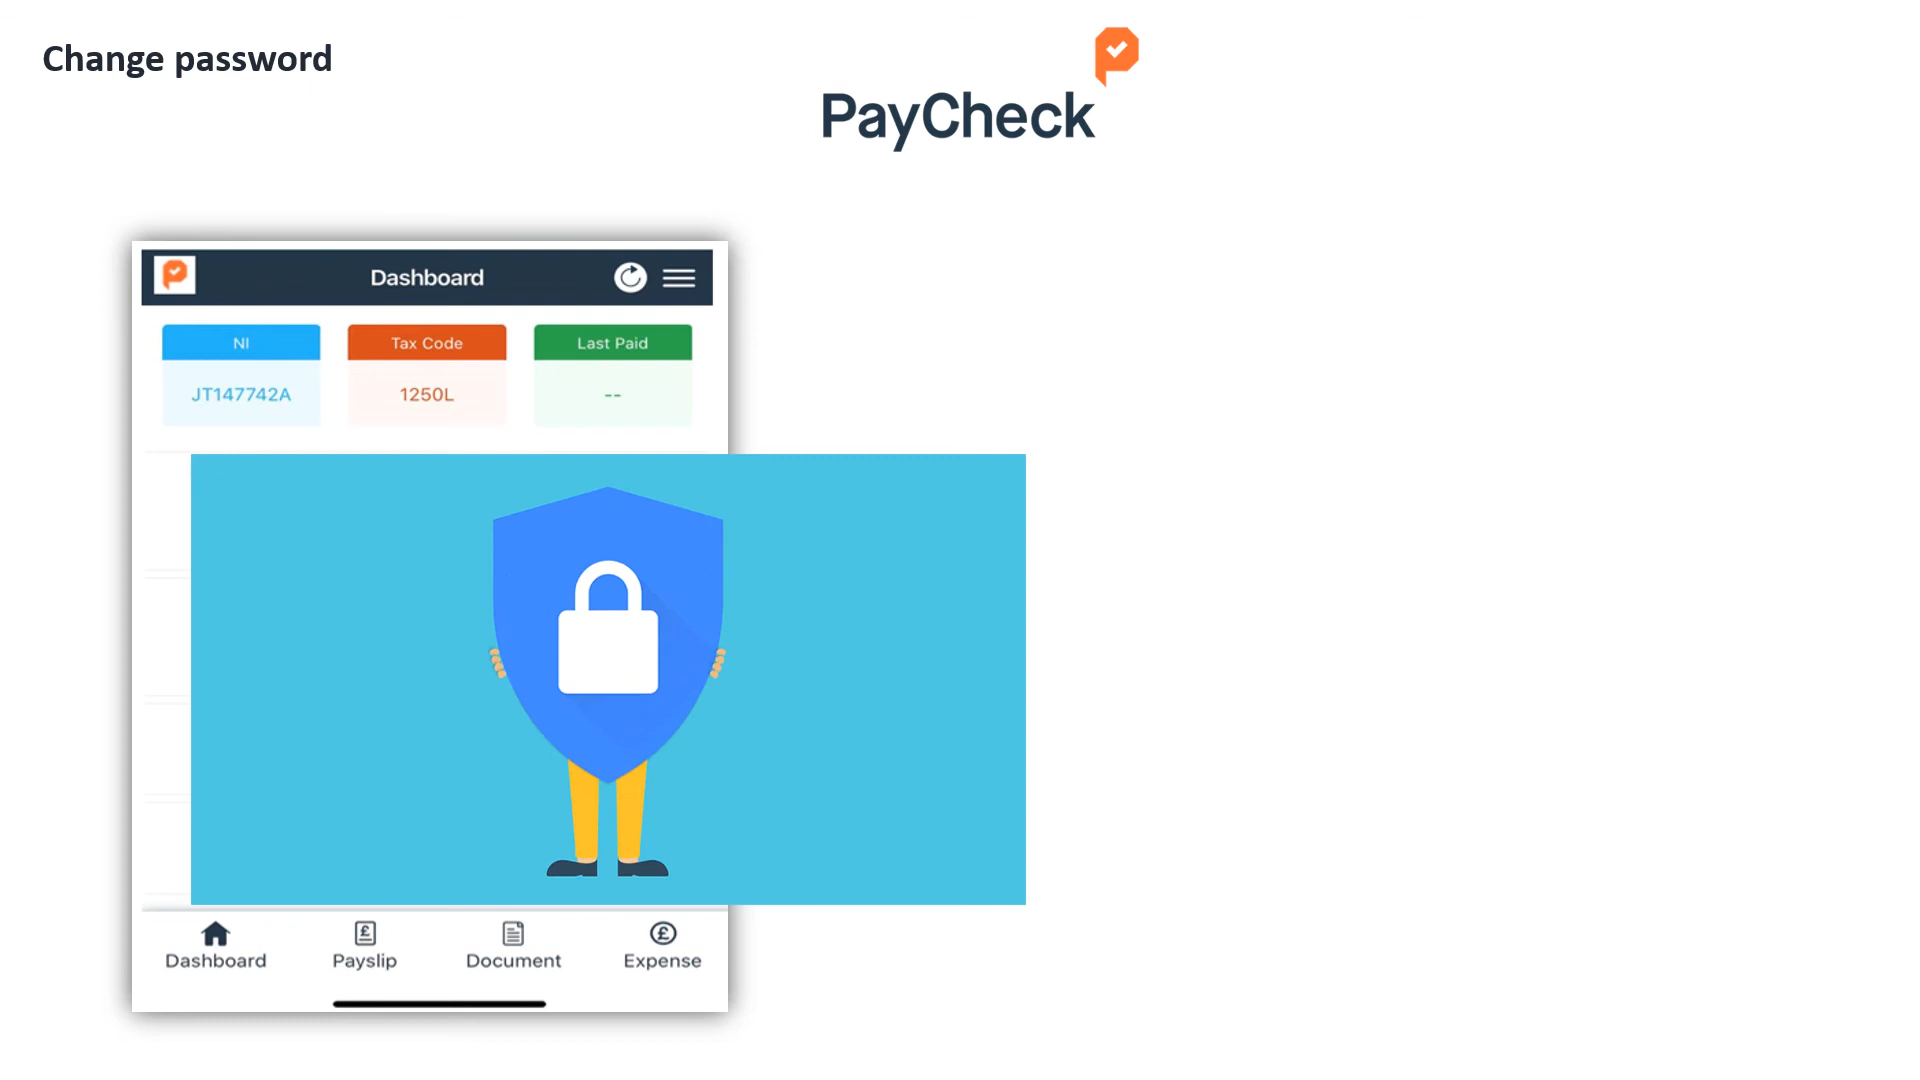 Change password
PayCheck
Dashboard
NI
Tax Code
Last Paid
JT147742A
1250L
--
Dashboard
Payslip
Document
Expense